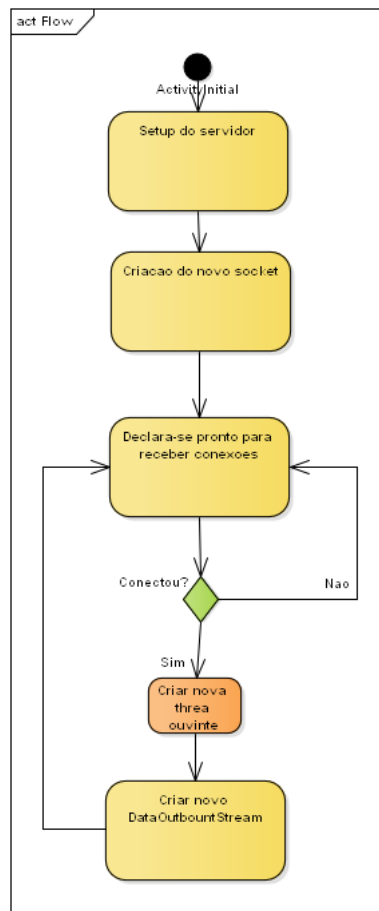 act Flow
ActivityInitial
Setup do servidor
Criacao do novo socket
Declara-se pronto para
receber conexoes
Conectou?
Nao
Sim
Criar nova
threa
ouvinte
Criar novo
DataOutbountStream